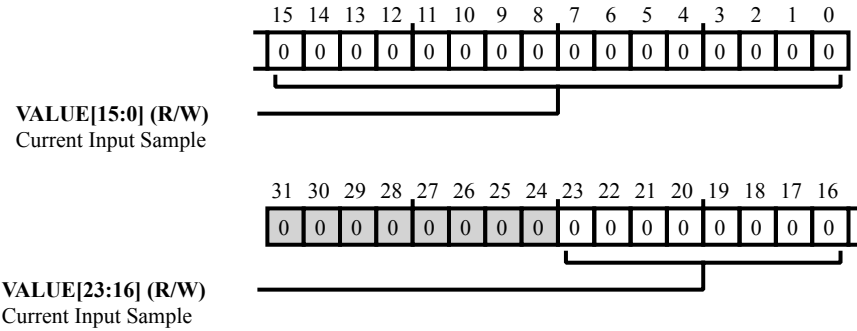 15 14 13 12 11 10 9 8 7 6 5 4 3 2 1 0
0 0 0 0 0 0 0 0 0 0 0 0 0 0 0 0
VALUE[15:0] (R/W)
Current Input Sample
31 30 29 28 27 26 25 24 23 22 21 20 19 18 17 16
0 0 0 0 0 0 0 0 0 0 0 0 0 0 0 0
VALUE[23:16] (R/W)
Current Input Sample